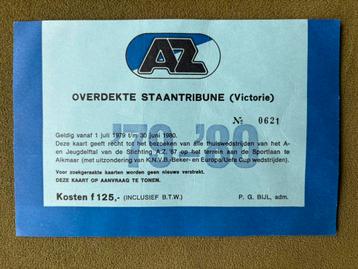 AZ
OVERDEKTE STAANTRIBUNE (Victorie)
№ 0621
'79-'80
Geldig vanaf 1 juli 1979 t/m 30 juni 1980.
Deze kaart geeft recht tot het bezoeken van alle thuiswedstrijden van het A-
en Jeugdelftal van de Stichting A.Z. '67 op het terrein aan de Sportlaan te
Alkmaar (met uitzondering van K.N.V.B.-Beker- en Europa/Uefa Cup wedstrijden).
Voor zoekgeraakte kaarten worden geen nieuwe verstrekt.
DEZE KAART OP AANVRAAG TE TONEN.
Kosten f 125,- (INCLUSIEF B.T.W.)
P. G. BIJL, adm.